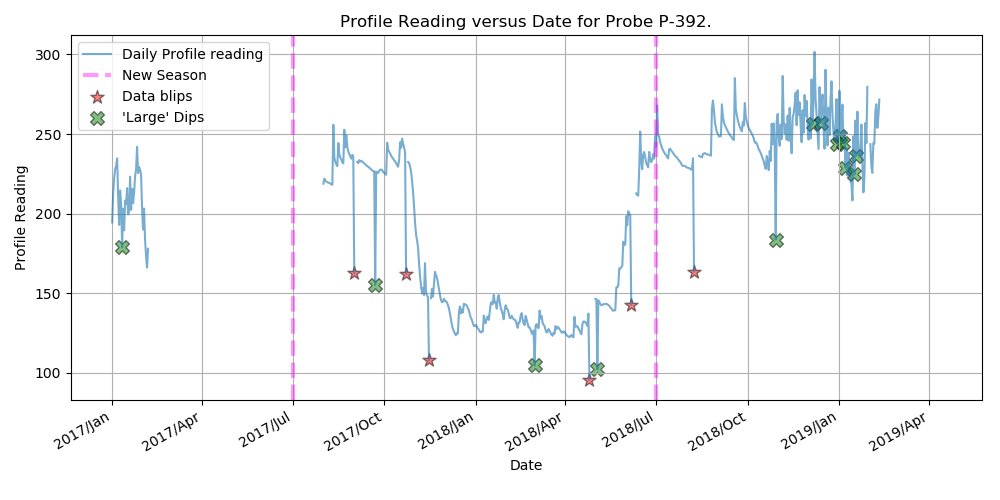 Profile Reading versus Date for Probe P-392.
Daily Profile reading
New Season
Data blips
'Large' Dips
Profile Reading
300
250
200
150
100
2017/Jan
2017/Apr
2017/Jul
2017/Oct
2018/Jan
2018/Apr
2018/Jul
2018/Oct
2019/Jan
2019/Apr
Date